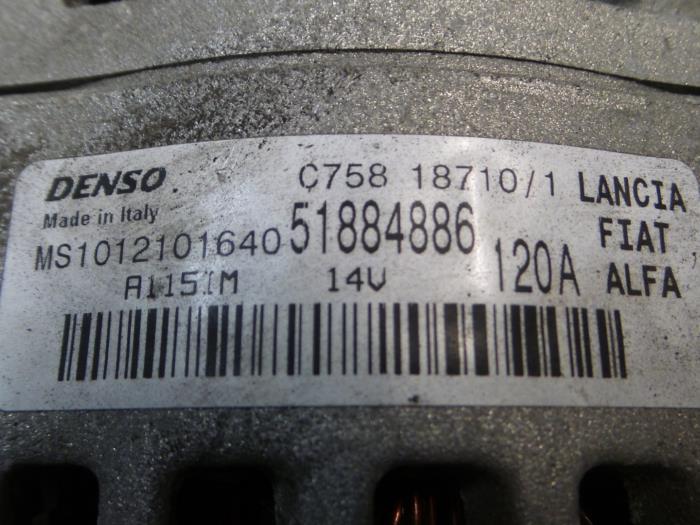 DENSO. C758 18710/1 LANCIA
Made in Italy FIAT,
MS1012101640 51884886
A115IM 14V 120A ALFA